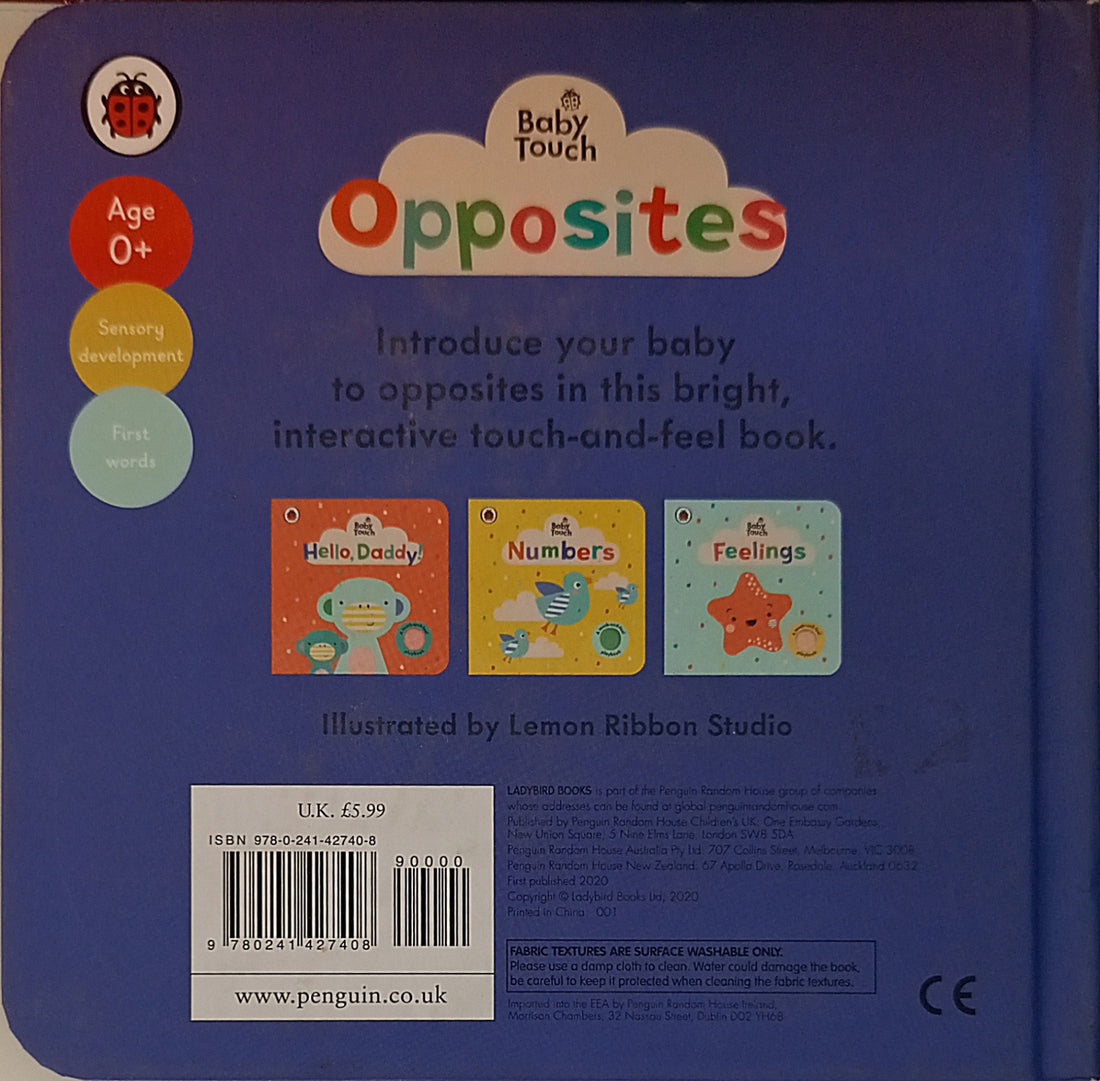 Baby
Touch
Opposites
Age
0+
Sensory
development
First
words
Introduce your baby
to opposites in this bright,
interactive touch-and-feel book.
Baby
Touch
Hello, Daddy!
Baby
Touch
Numbers
Baby
Touch
Feelings
Illustrated by Lemon Ribbon Studio
U.K. £5.99
ISBN 978-0-241-42740-8
90000
9 780241 427408
www.penguin.co.uk
LADYBIRD BOOKS is part of the Penguin Random House group of companies
whose addresses can be found at global.penguinrandomhouse.com.
Published by Penguin Random House Children's UK: One Embassy Gardens,
New Union Square, 5 Nine Elms Lane, London SW8 5DA
Penguin Random House Australia Pty Ltd: 707 Collins Street, Melbourne, VIC 3008
Penguin Random House New Zealand: 67 Apollo Drive, Rosedale, Auckland 0632
First published 2020
Copyright © Ladybird Books Ltd, 2020
Printed in China 001
FABRIC TEXTURES ARE SURFACE WASHABLE ONLY.
Please use a damp cloth to clean. Water could damage the book,
be careful to keep it protected when cleaning the fabric textures.
Imported into the EEA by Penguin Random House Ireland,
Morrison Chambers, 32 Nassau Street, Dublin D02 YH68
CE